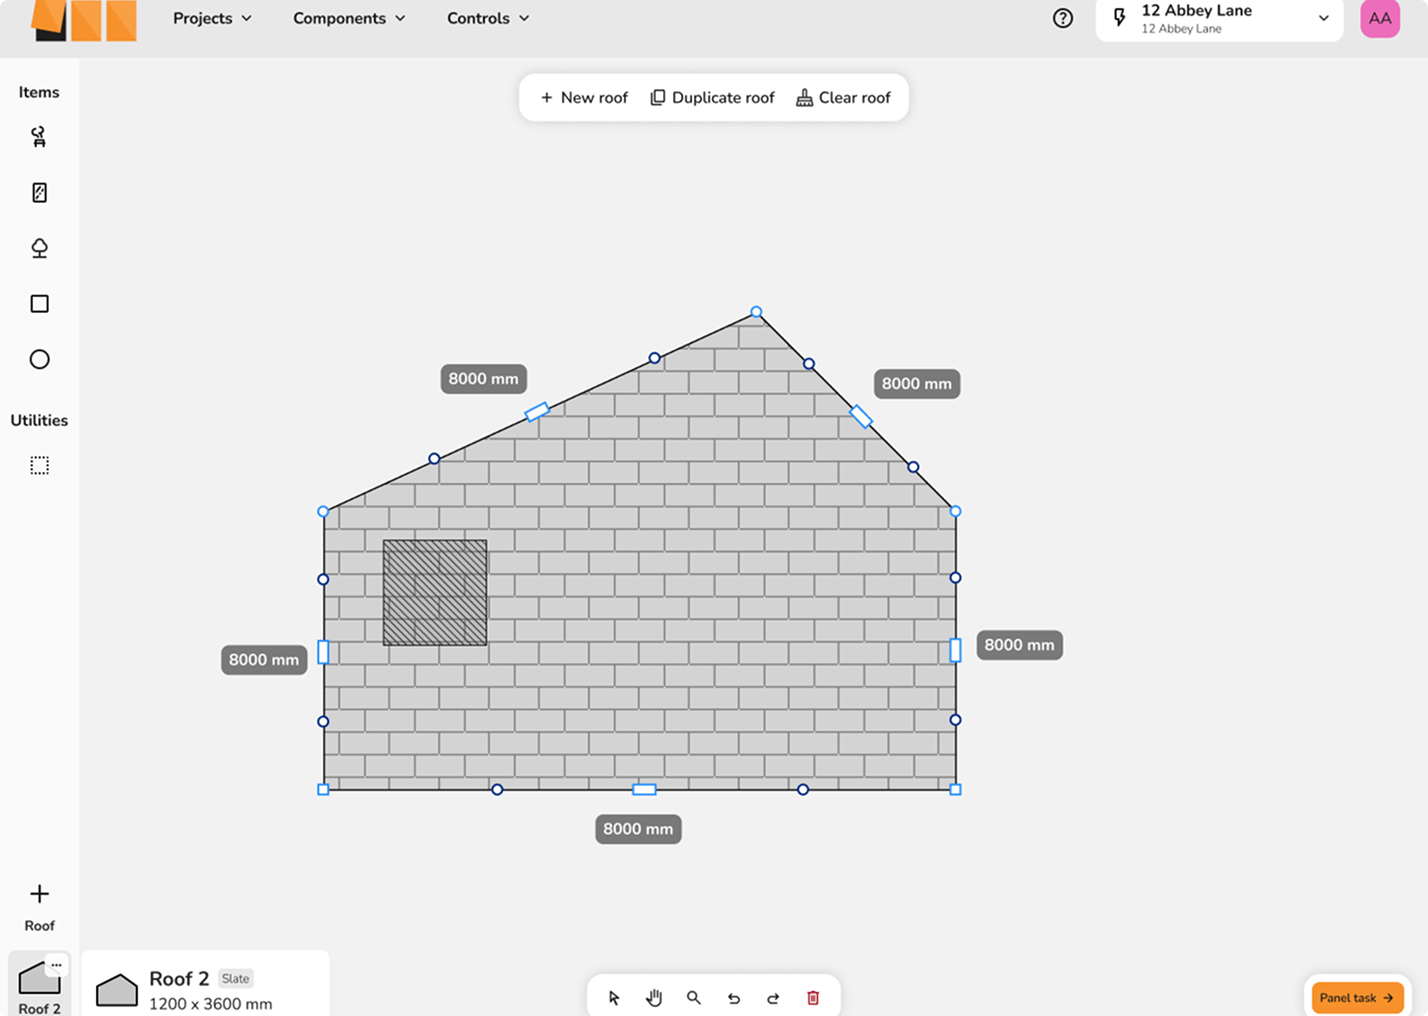 Projects
Components
Controls
12 Abbey Lane
12 Abbey Lane
AA
Items
+ New roof
Duplicate roof
Clear roof
8000 mm
8000 mm
Utilities
8000 mm
8000 mm
8000 mm
Roof
Roof 2
Roof 2 Slate
1200 x 3600 mm
Panel task →